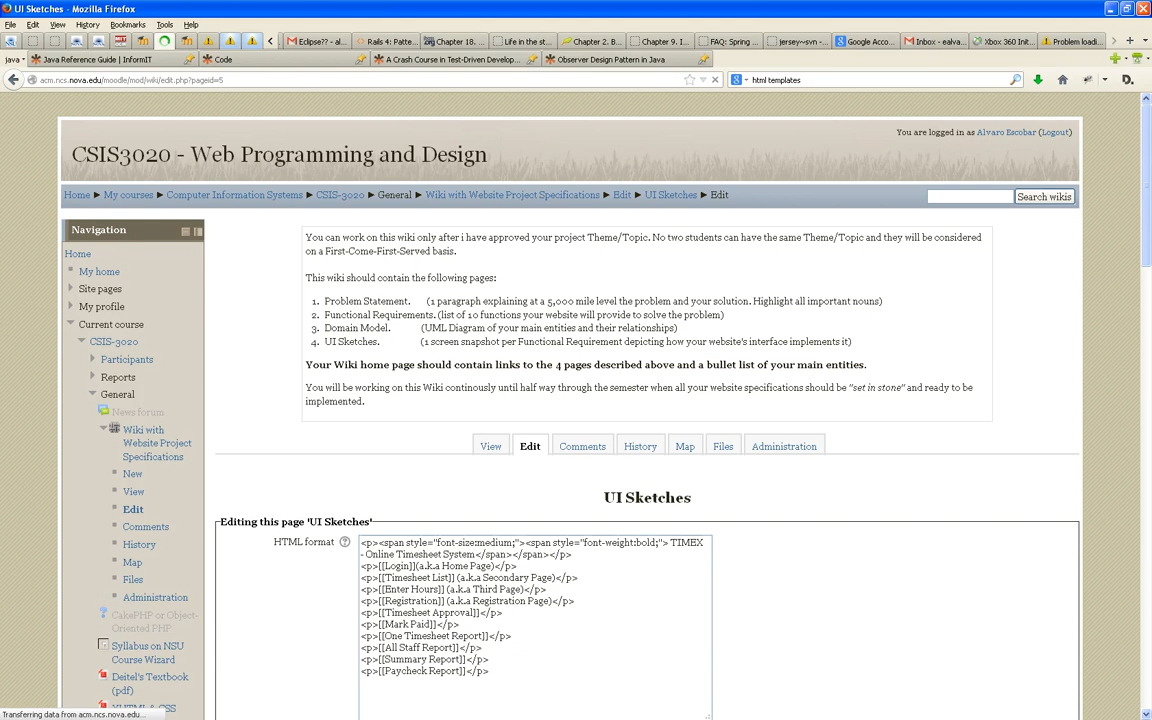 UI Sketches - Mozilla Firefox
File Edit View History Bookmarks Tools Help
Eclipse?? - al... Rails 4: Patte... Chapter 18. ... Life in the st... Chapter 2. B... Chapter 9. I... FAQ: Spring ... jersey~svn -... Google Acco... Inbox - ealva... Xbox 360 Init... Problem loadi...
java Java Reference Guide | InformIT Code A Crash Course in Test-Driven Develop... Observer Design Pattern in Java
acm.ncs.nova.edu/moodle/mod/wiki/edit.php?pageid=5 html templates
You are logged in as Alvaro Escobar (Logout)
CSIS3020 - Web Programming and Design
Home ► My courses ► Computer Information Systems ► CSIS-3020 ► General ► Wiki with Website Project Specifications ► Edit ► UI Sketches ► Edit Search wikis
Navigation
Home
My home
Site pages
My profile
Current course
CSIS-3020
Participants
Reports
General
News forum
Wiki with
Website Project
Specifications
New
View
Edit
Comments
History
Map
Files
Administration
CakePHP or Object-
Oriented PHP
Syllabus on NSU
Course Wizard
Deitel's Textbook
(pdf)
XHTML & CSS
You can work on this wiki only after i have approved your project Theme/Topic. No two students can have the same Theme/Topic and they will be considered
on a First-Come-First-Served basis.
This wiki should contain the following pages:
1. Problem Statement. (1 paragraph explaining at a 5,000 mile level the problem and your solution. Highlight all important nouns)
2. Functional Requirements. (list of 10 functions your website will provide to solve the problem)
3. Domain Model. (UML Diagram of your main entities and their relationships)
4. UI Sketches. (1 screen snapshot per Functional Requirement depicting how your website's interface implements it)
Your Wiki home page should contain links to the 4 pages described above and a bullet list of your main entities.
You will be working on this Wiki continously until half way through the semester when all your website specifications should be "set in stone" and ready to be
implemented.
View Edit Comments History Map Files Administration
UI Sketches
Editing this page 'UI Sketches'
HTML format
<p><span style="font-size:medium;"><span style="font-weight:bold;"> TIMEX
- Online Timesheet System</span></span></p>
<p>[[Login]](a.k.a Home Page)</p>
<p>[[Timesheet List]] (a.k.a Secondary Page)</p>
<p>[[Enter Hours]] (a.k.a Third Page)</p>
<p>[[Registration]] (a.k.a Registration Page)</p>
<p>[[Timesheet Approval]]</p>
<p>[[Mark Paid]]</p>
<p>[[One Timesheet Report]]</p>
<p>[[All Staff Report]]</p>
<p>[[Summary Report]]</p>
<p>[[Paycheck Report]]</p>
Transferring data from acm.ncs.nova.edu...